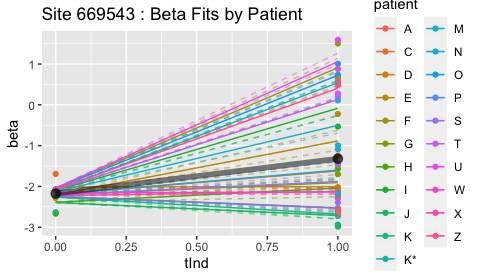 Site 669543 : Beta Fits by Patient
patient
A M
C N
D O
E P
F S
G T
H U
I W
J X
K Z
K*
beta
1
0
-1
-2
-3
0.00 0.25 0.50 0.75 1.00
tInd